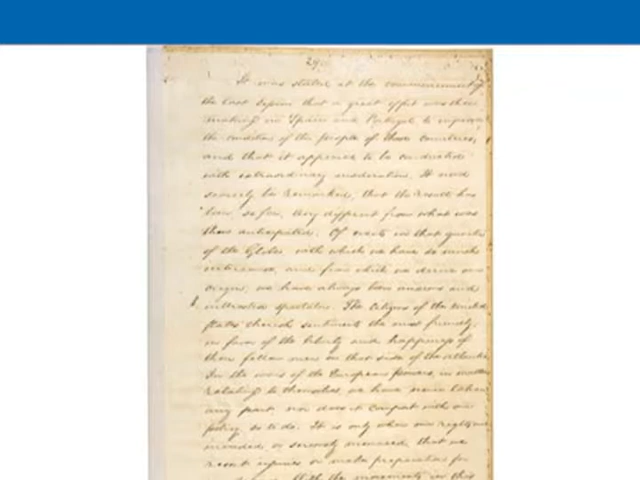 It was stated at the commencement of
the last session that a great effort was then
making in Spain and Portugal to improve
the condition of the people of those countries,
and that it appeared to be conducted
with extraordinary moderation. It need
scarcely be remarked, that the result has
been, so far, very different from what was
then anticipated. Of events in that quarter
of the Globe with which we have so much
intercourse, and from which we derive our
origin, we have always been anxious and
interested spectators. The Citizens of the United
States cherish sentiments the most friendly,
in favor of the liberty and happiness of
their fellow men on that side of the Atlantic.
In the wars of the European powers, in matters
relating to themselves, we have never taken
any part, nor does it comport with our
policy, so to do. It is only when our rights are
invaded, or seriously menaced, that we
resent injuries, or make preparation for
With the movements in this